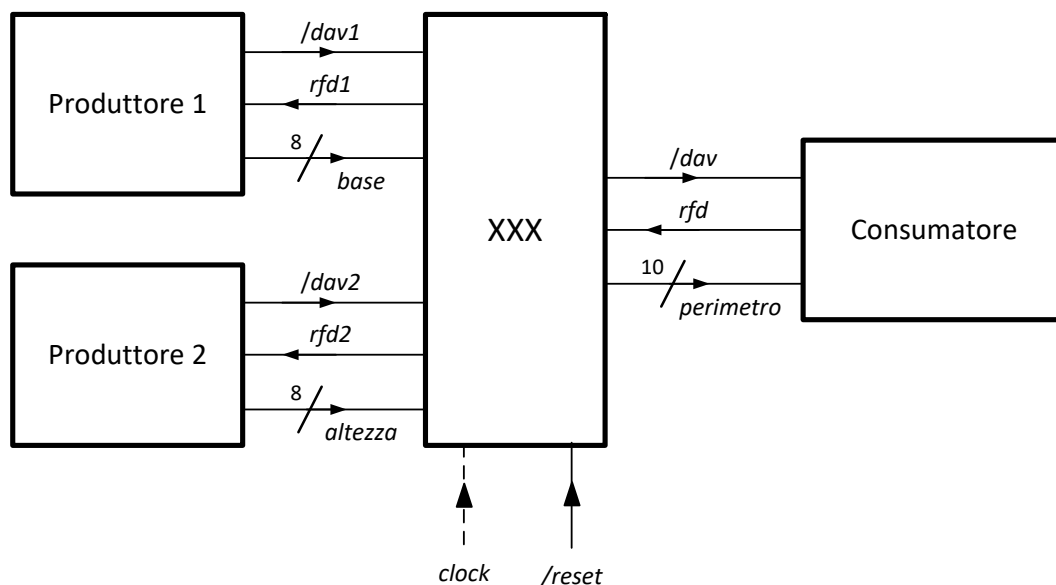 Produttore 1
/dav1
rfd1
8
base
Produttore 2
/dav2
rfd2
8
altezza
XXX
/dav
rfd
10
perimetro
Consumatore
clock
/reset